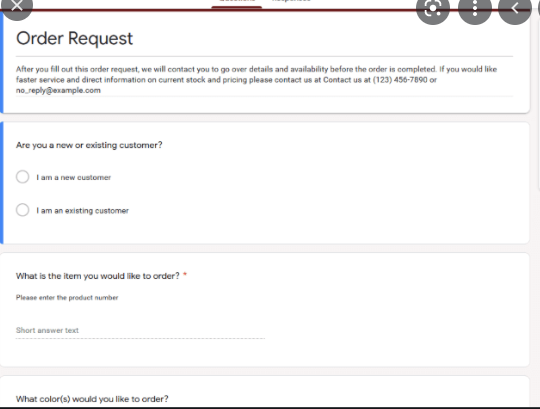 Order Request
After you fill out this order request, we will contact you to go over details and availability before the order is completed. If you would like
faster service and direct information on current stock and pricing please contact us at Contact us at (123) 456-7890 or
no_reply@example.com
Are you a new or existing customer?
I am a new customer
I am an existing customer
What is the item you would like to order? *
Please enter the product number
Short answer text
What color(s) would you like to order?